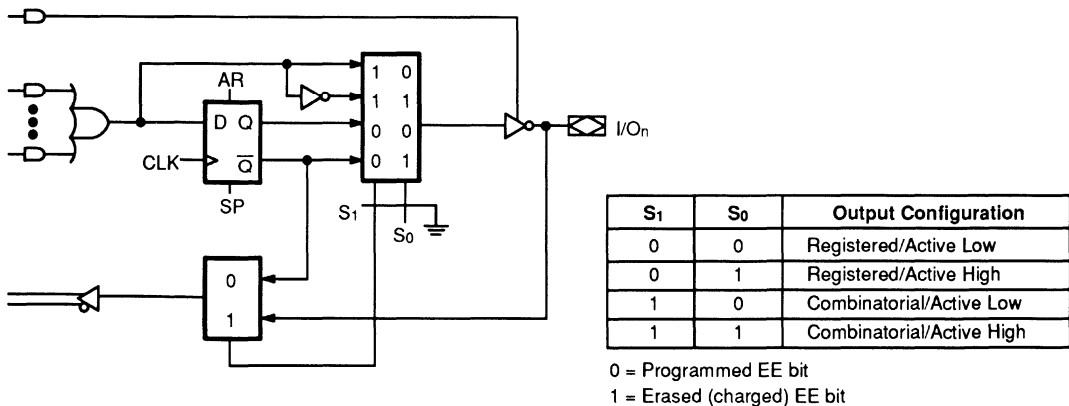 AR
1 0
1 1
D Q
0 0
I/On
CLK
Q
0 1
SP
S1
S0
0
1
S1 S0 Output Configuration
0 0 Registered/Active Low
0 1 Registered/Active High
1 0 Combinatorial/Active Low
1 1 Combinatorial/Active High
0 = Programmed EE bit
1 = Erased (charged) EE bit